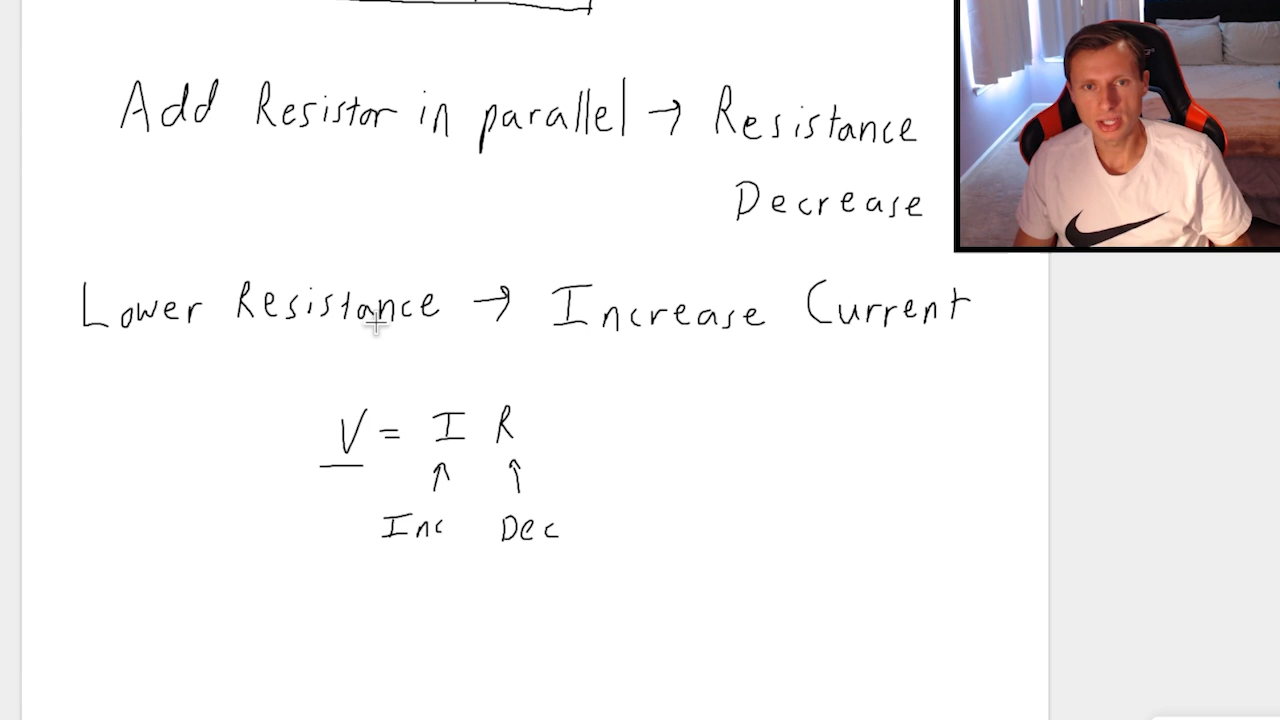 Add Resistor in parallel → Resistance
Decrease
Lower Resistance → Increase Current
V = I R
↑ ↑
Inc Dec